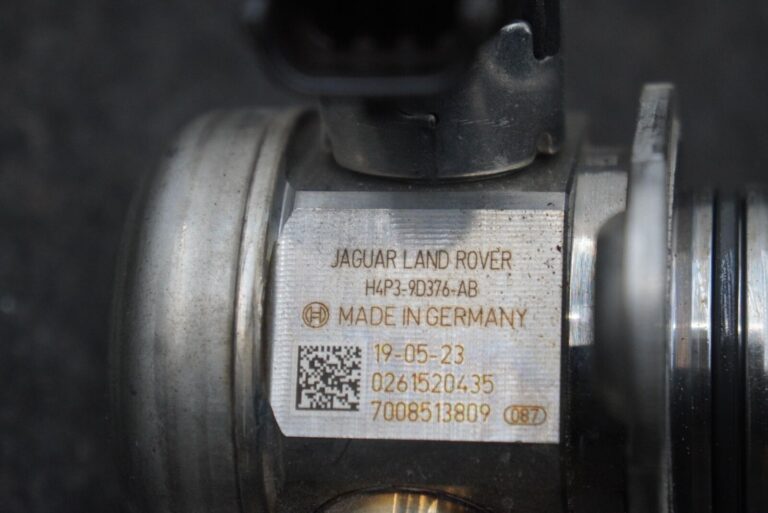 JAGUAR LAND ROVER
H4P3-9D376-AB
MADE IN GERMANY
19-05-23
0261520435
7008513809 087